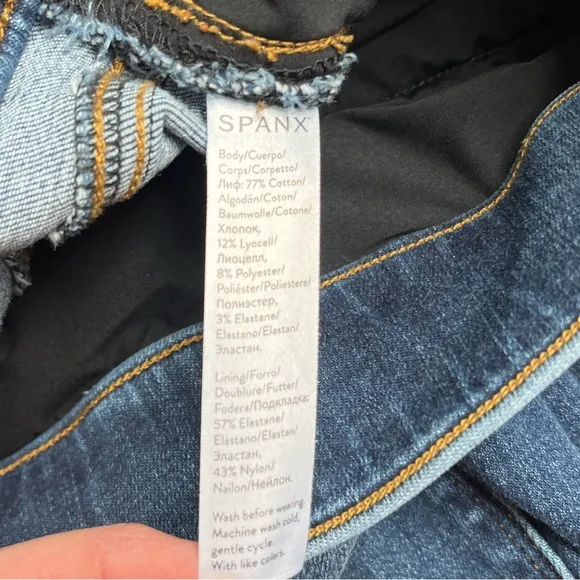 SPANX
Body/Cuerpo/
Corps/Corpetto/
Лиф: 77% Cotton/
Algodón/Coton/
Baumwolle/Cotone/
Хлопок,
12% Lyocell/
Лиоцелл,
8% Polyester/
Poliéster/Poliestere/
Полиэстер,
3% Elastane/
Elastano/Elastan/
Эластан.
Lining/Forro/
Doublure/Futter/
Fodera/Подкладка:
57% Elastane/
Elastano/Elastan/
Эластан,
43% Nylon/
Nailon/Нейлон.
Wash before wearing.
Machine wash cold,
gentle cycle.
With like colors.